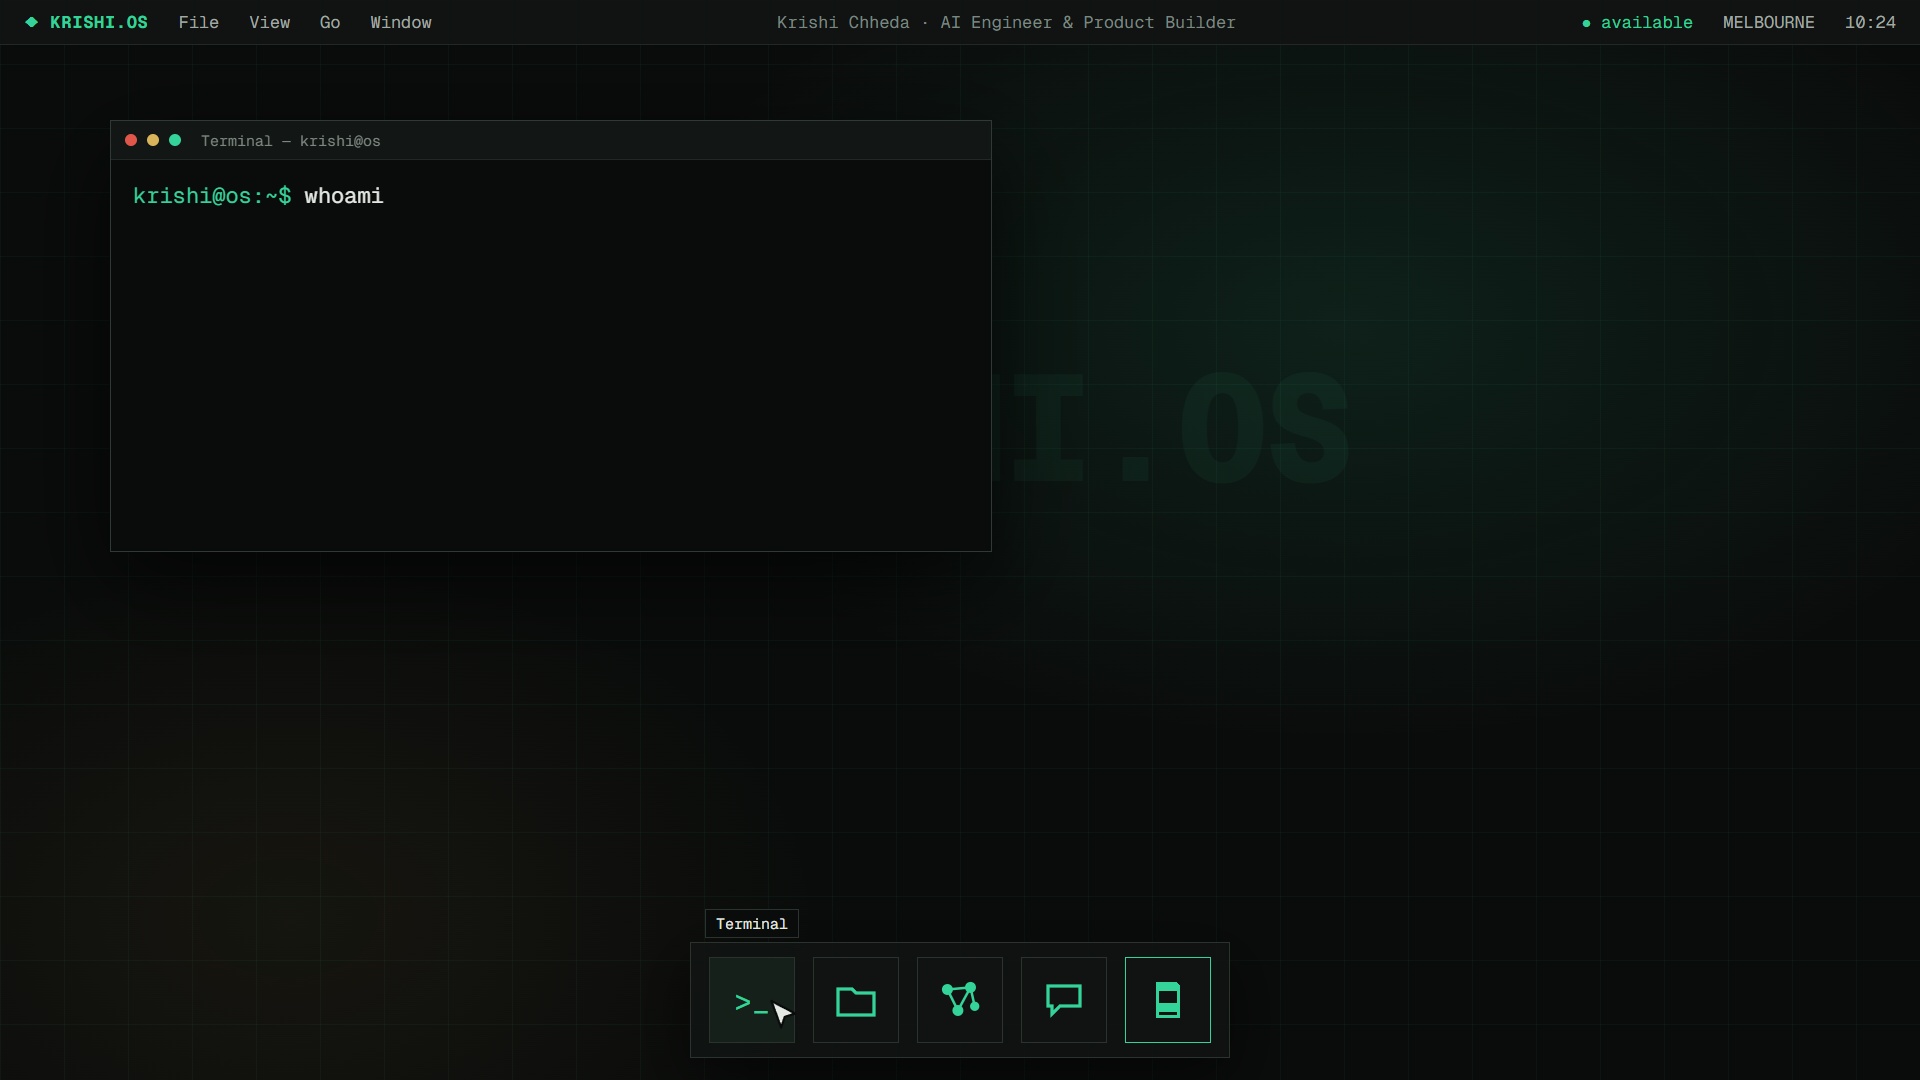 KRISHI.OS File View Go Window Krishi Chheda · AI Engineer & Product Builder ● available MELBOURNE 10:24
Terminal — krishi@os
krishi@os:~$ whoami
I.OS
Terminal
>_